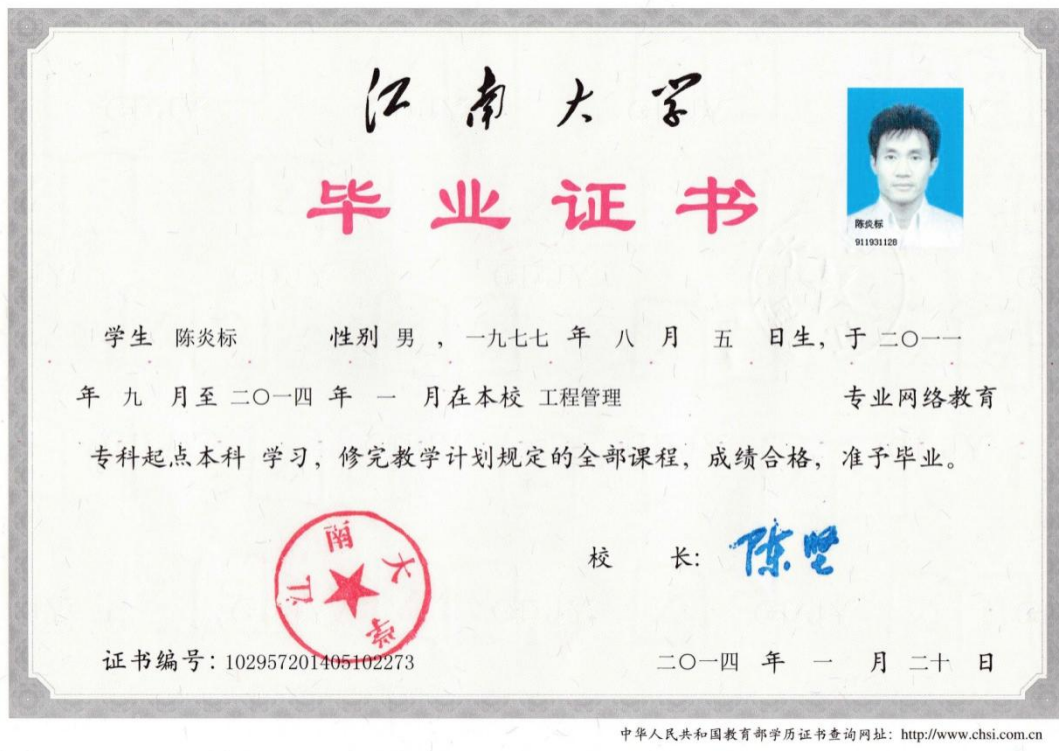 江南大学
毕业证书
陈炎标
911931128
学生 陈炎标 性别 男 ，一九七七 年 八 月 五 日生，于 二〇一一
年 九 月至 二〇一四 年 一 月在本校 工程管理 专业网络教育
专科起点本科 学习，修完教学计划规定的全部课程，成绩合格，准予毕业。
江南大学
校 长：陈坚
证书编号：102957201405102273
二〇一四 年 一 月 二十 日
中华人民共和国教育部学历证书查询网址：http://www.chsi.com.cn